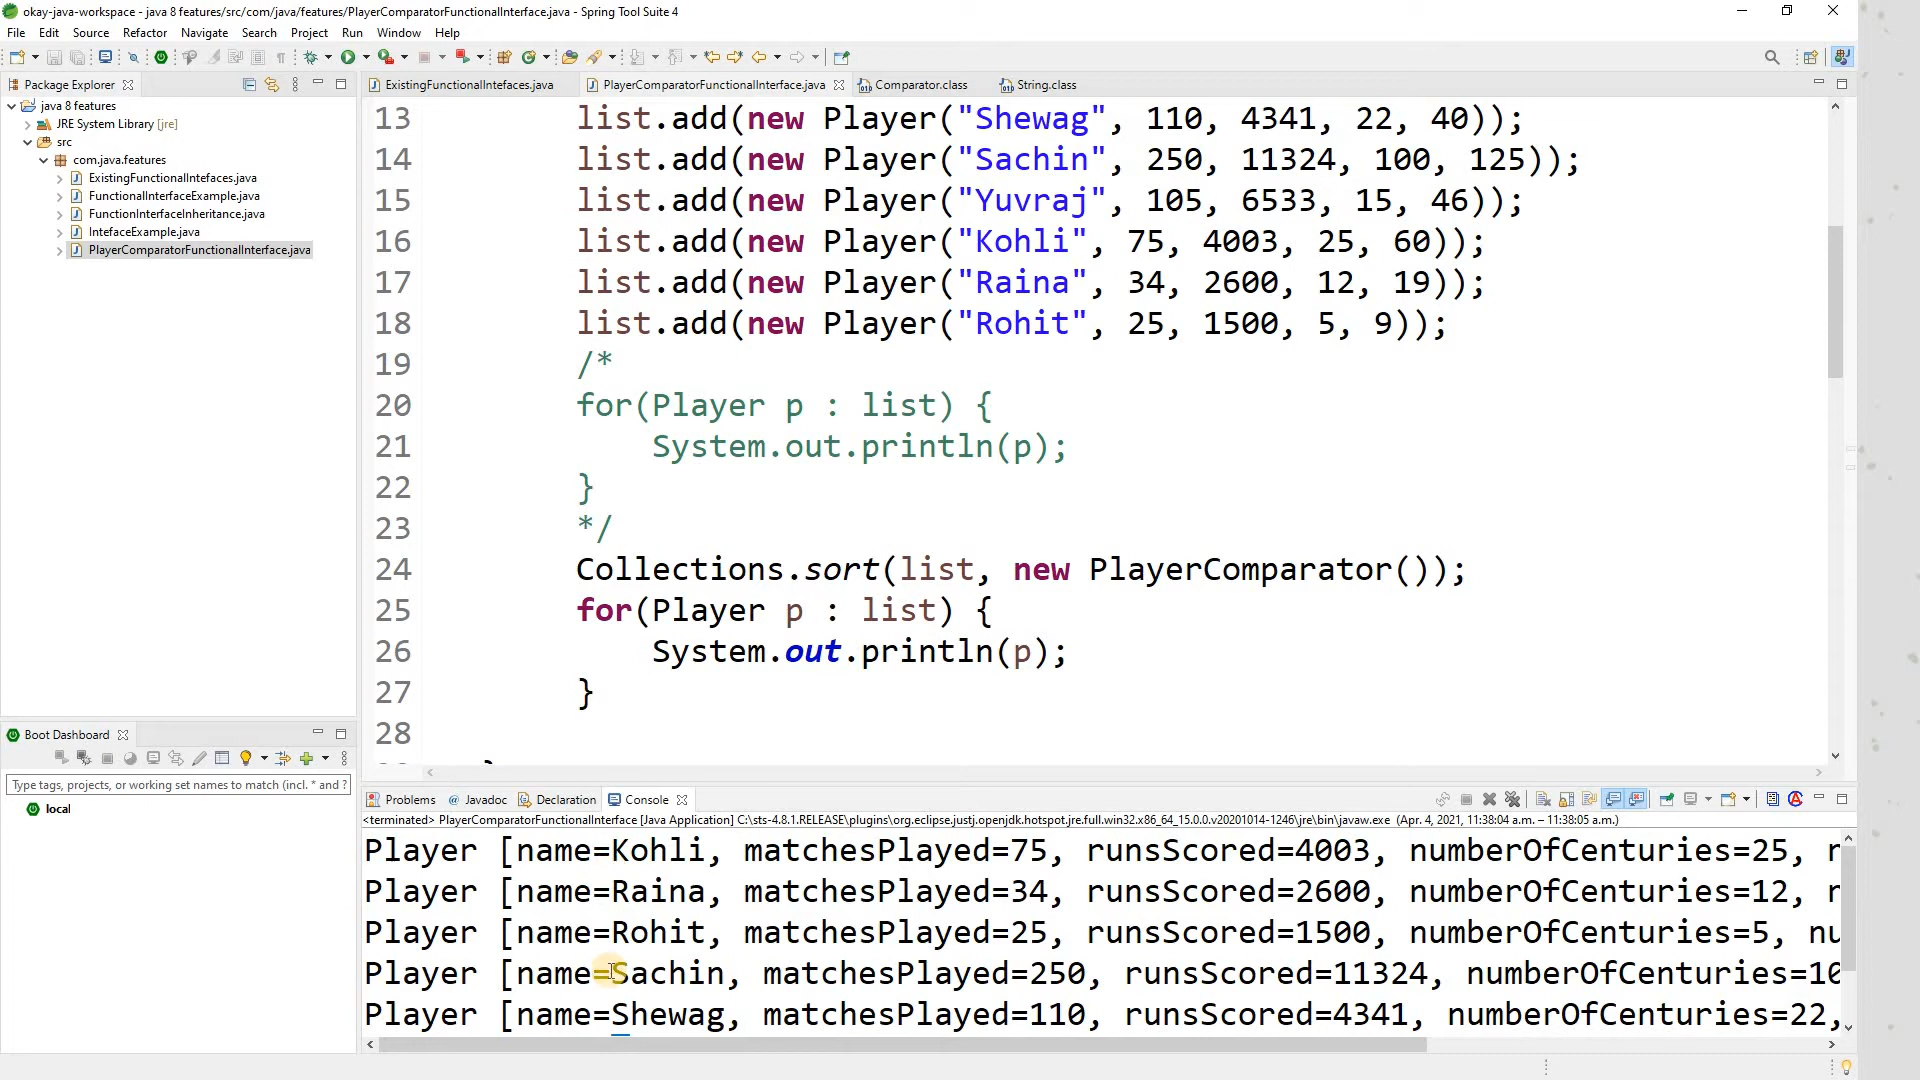 okay-java-workspace - java 8 features/src/com/java/features/PlayerComparatorFunctionalInterface.java - Spring Tool Suite 4
File Edit Source Refactor Navigate Search Project Run Window Help
Package Explorer
java 8 features
JRE System Library [jre]
src
com.java.features
ExistingFunctionalIntefaces.java
FunctionalInterfaceExample.java
FunctionInterfaceInheritance.java
IntefaceExample.java
PlayerComparatorFunctionalInterface.java
ExistingFunctionalIntefaces.java PlayerComparatorFunctionalInterface.java Comparator.class String.class
13 list.add(new Player("Shewag", 110, 4341, 22, 40));
14 list.add(new Player("Sachin", 250, 11324, 100, 125));
15 list.add(new Player("Yuvraj", 105, 6533, 15, 46));
16 list.add(new Player("Kohli", 75, 4003, 25, 60));
17 list.add(new Player("Raina", 34, 2600, 12, 19));
18 list.add(new Player("Rohit", 25, 1500, 5, 9));
19 /*
20 for(Player p : list) {
21 System.out.println(p);
22 }
23 */
24 Collections.sort(list, new PlayerComparator());
25 for(Player p : list) {
26 System.out.println(p);
27 }
28
Boot Dashboard
Type tags, projects, or working set names to match (incl. * and ?
local
Problems @ Javadoc Declaration Console
<terminated> PlayerComparatorFunctionalInterface [Java Application] C:\sts-4.8.1.RELEASE\plugins\org.eclipse.justj.openjdk.hotspot.jre.full.win32.x86_64_15.0.0.v20201014-1246\jre\bin\javaw.exe (Apr. 4, 2021, 11:38:04 a.m. – 11:38:05 a.m.)
Player [name=Kohli, matchesPlayed=75, runsScored=4003, numberOfCenturies=25, r
Player [name=Raina, matchesPlayed=34, runsScored=2600, numberOfCenturies=12, r
Player [name=Rohit, matchesPlayed=25, runsScored=1500, numberOfCenturies=5, nu
Player [name=Sachin, matchesPlayed=250, runsScored=11324, numberOfCenturies=10
Player [name=Shewag, matchesPlayed=110, runsScored=4341, numberOfCenturies=22,